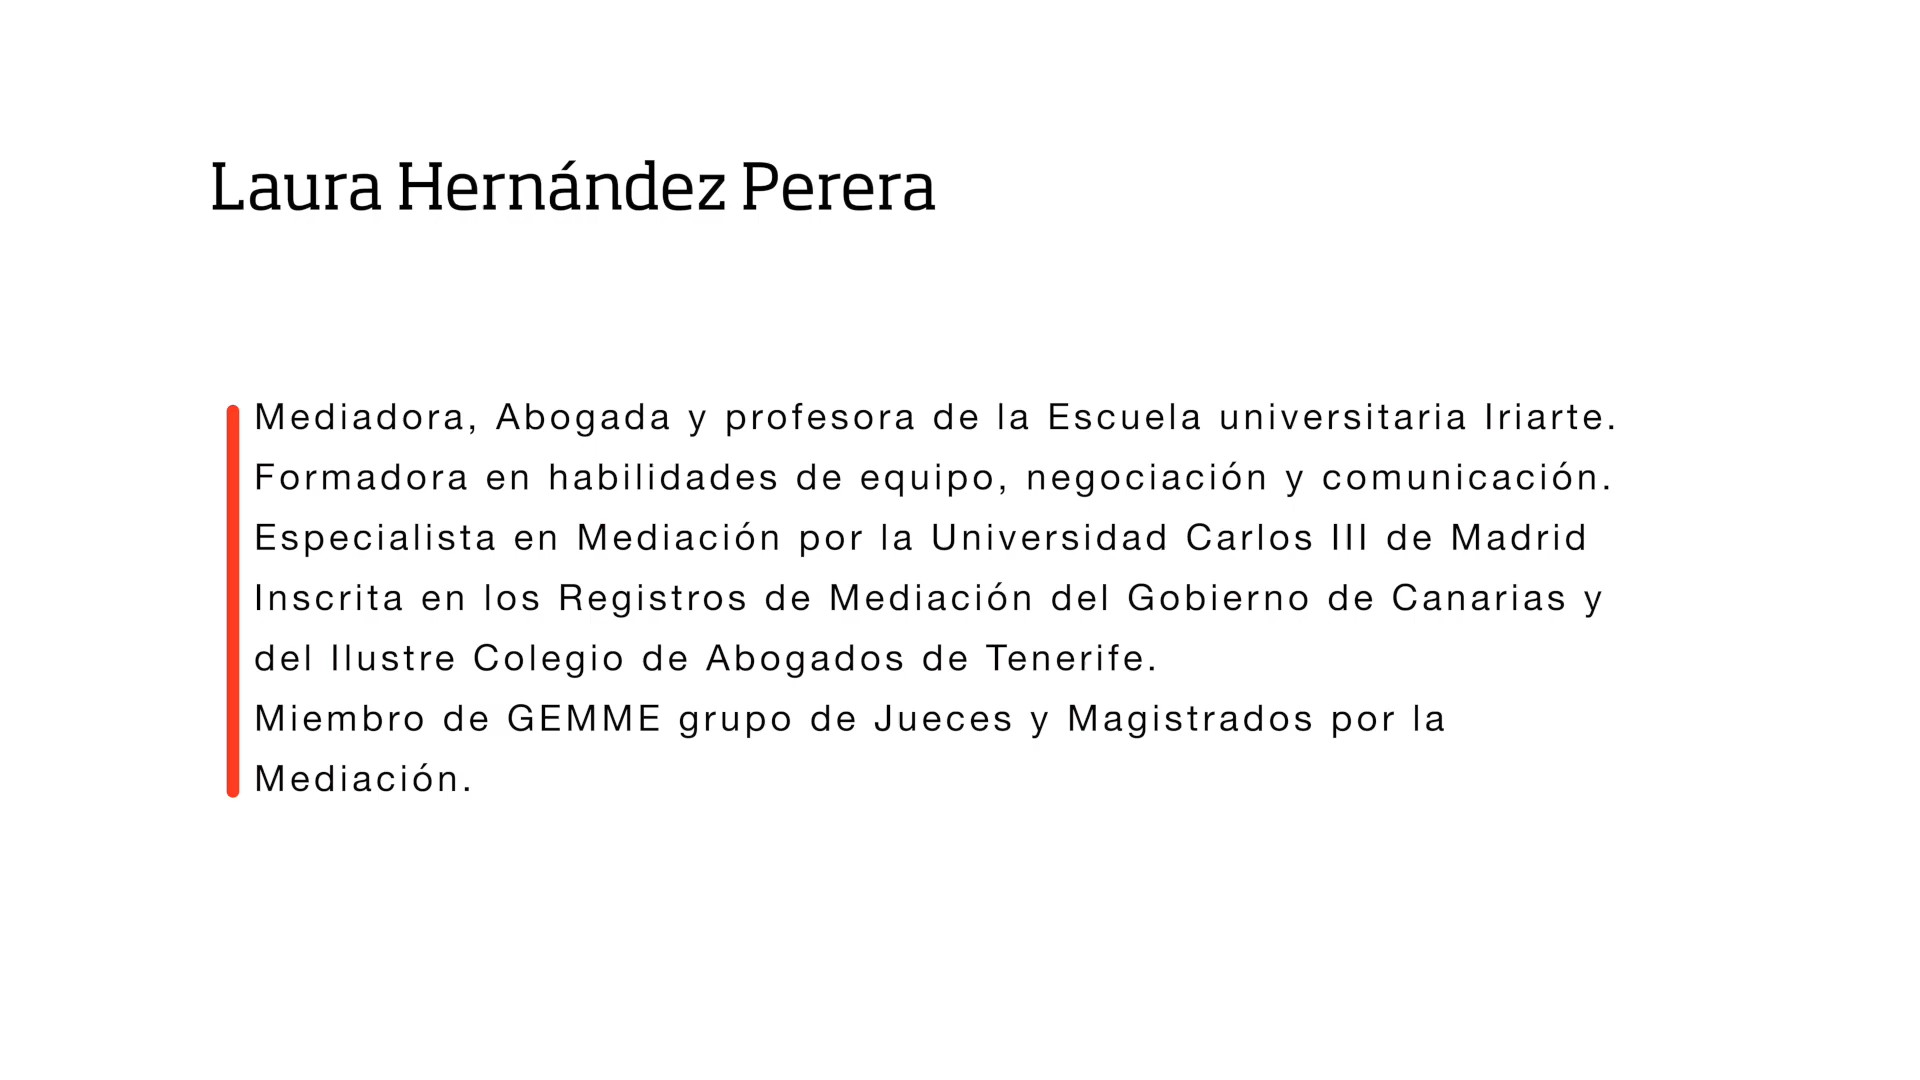 Laura Hernández Perera
Mediadora, Abogada y profesora de la Escuela universitaria Iriarte.
Formadora en habilidades de equipo, negociación y comunicación.
Especialista en Mediación por la Universidad Carlos III de Madrid
Inscrita en los Registros de Mediación del Gobierno de Canarias y
del Ilustre Colegio de Abogados de Tenerife.
Miembro de GEMME grupo de Jueces y Magistrados por la
Mediación.